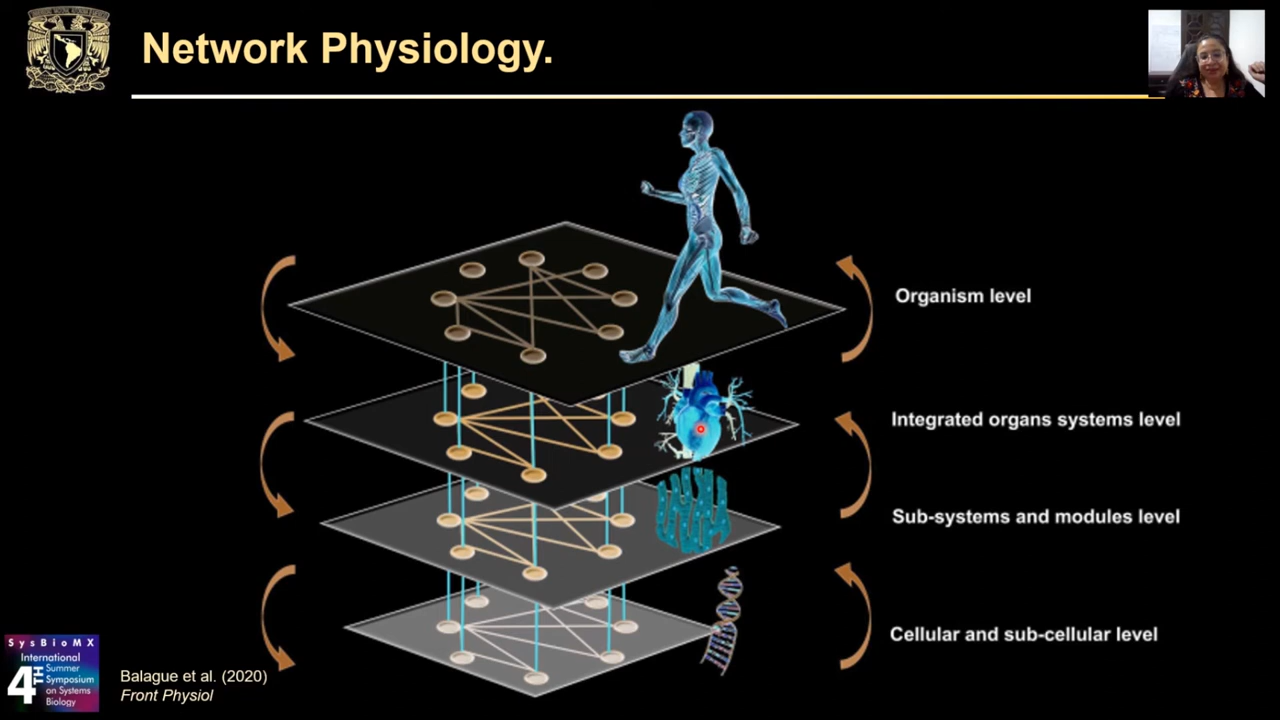 Network Physiology.
Organism level
Integrated organs systems level
Sub-systems and modules level
Cellular and sub-cellular level
SysBioMX
International
4TH Summer
Symposium
on Systems
Biology
Balague et al. (2020)
Front Physiol